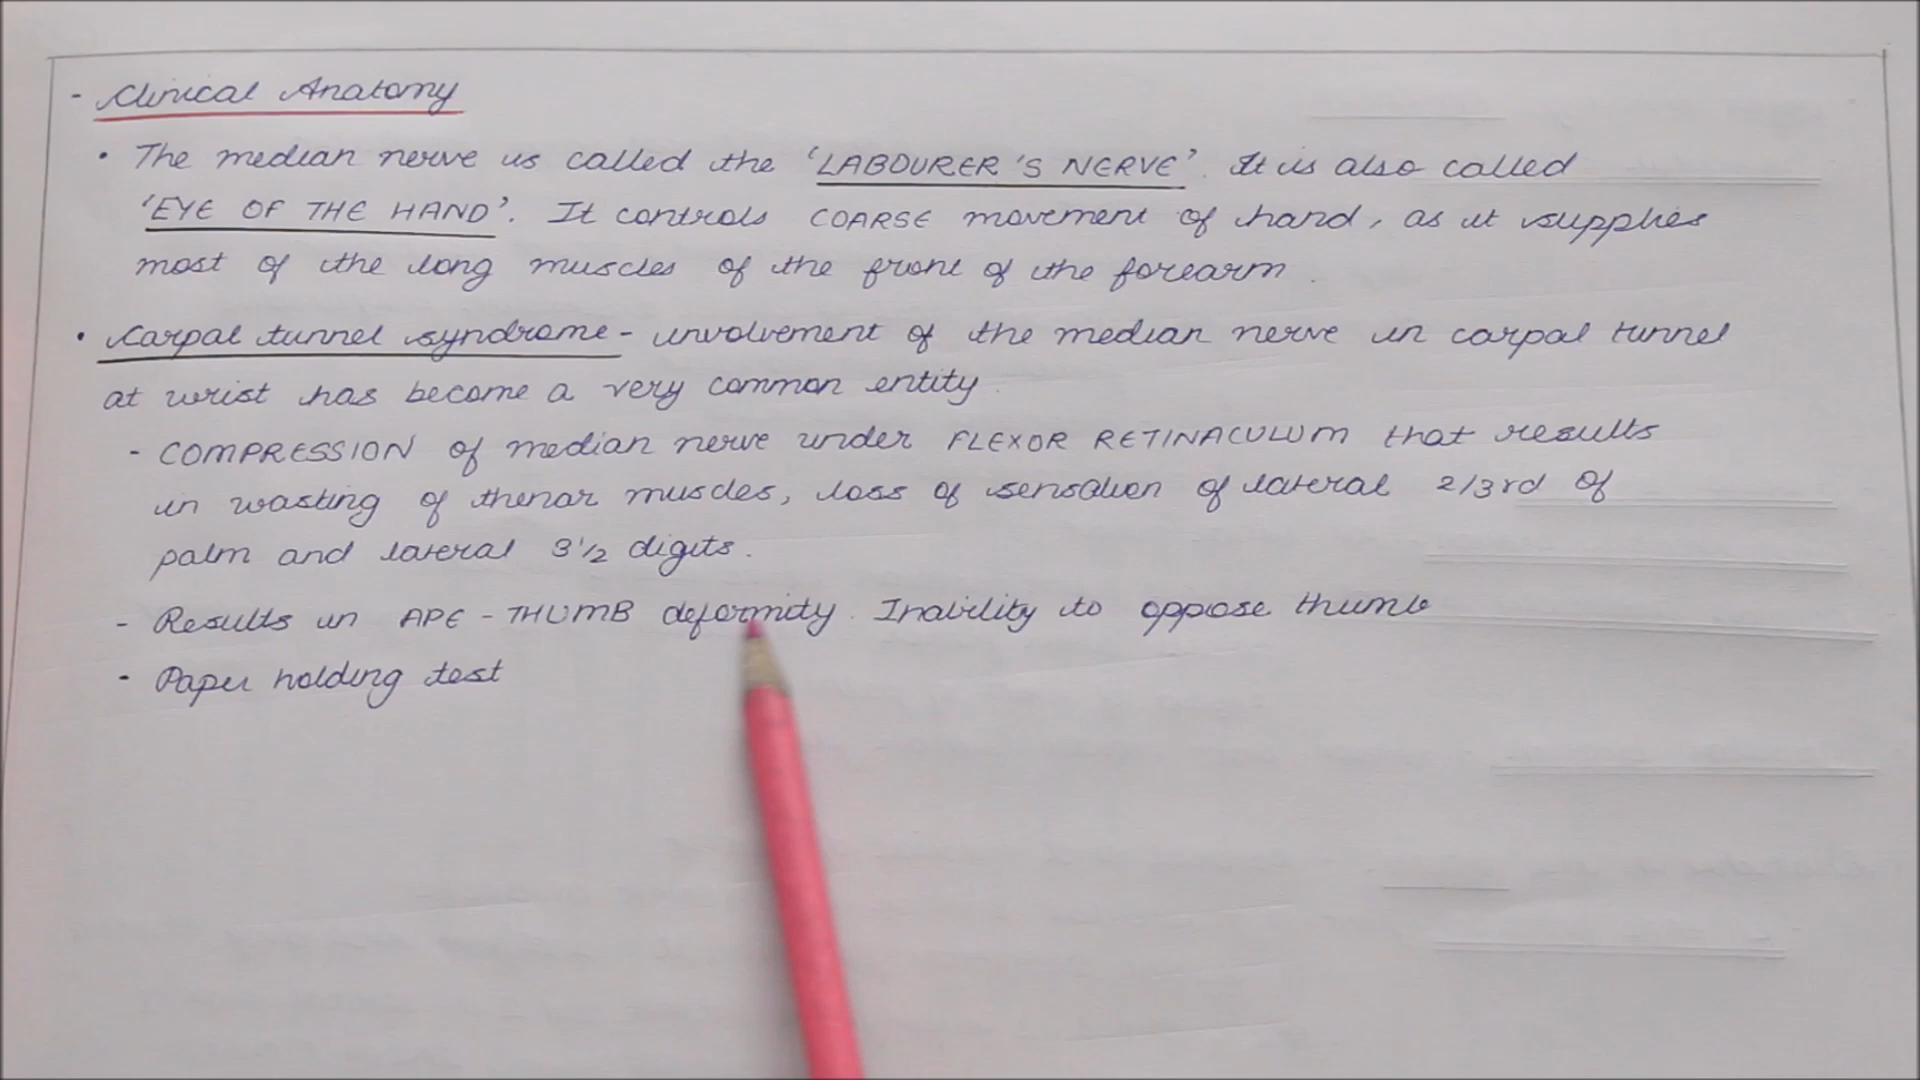 - Clinical Anatomy
• The median nerve is called the 'LABOURER'S NERVE'. It is also called
'EYE OF THE HAND'. It controls COARSE movement of hand, as it supplies
most of the long muscles of the front of the forearm.
• Carpal tunnel syndrome - involvement of the median nerve in carpal tunnel
at wrist has become a very common entity.
- COMPRESSION of median nerve under FLEXOR RETINACULUM that results
in wasting of thenar muscles, loss of sensation of lateral 2/3rd of
palm and lateral 3 1/2 digits.
- Results in APE-THUMB deformity. Inability to oppose thumb
- Paper holding test